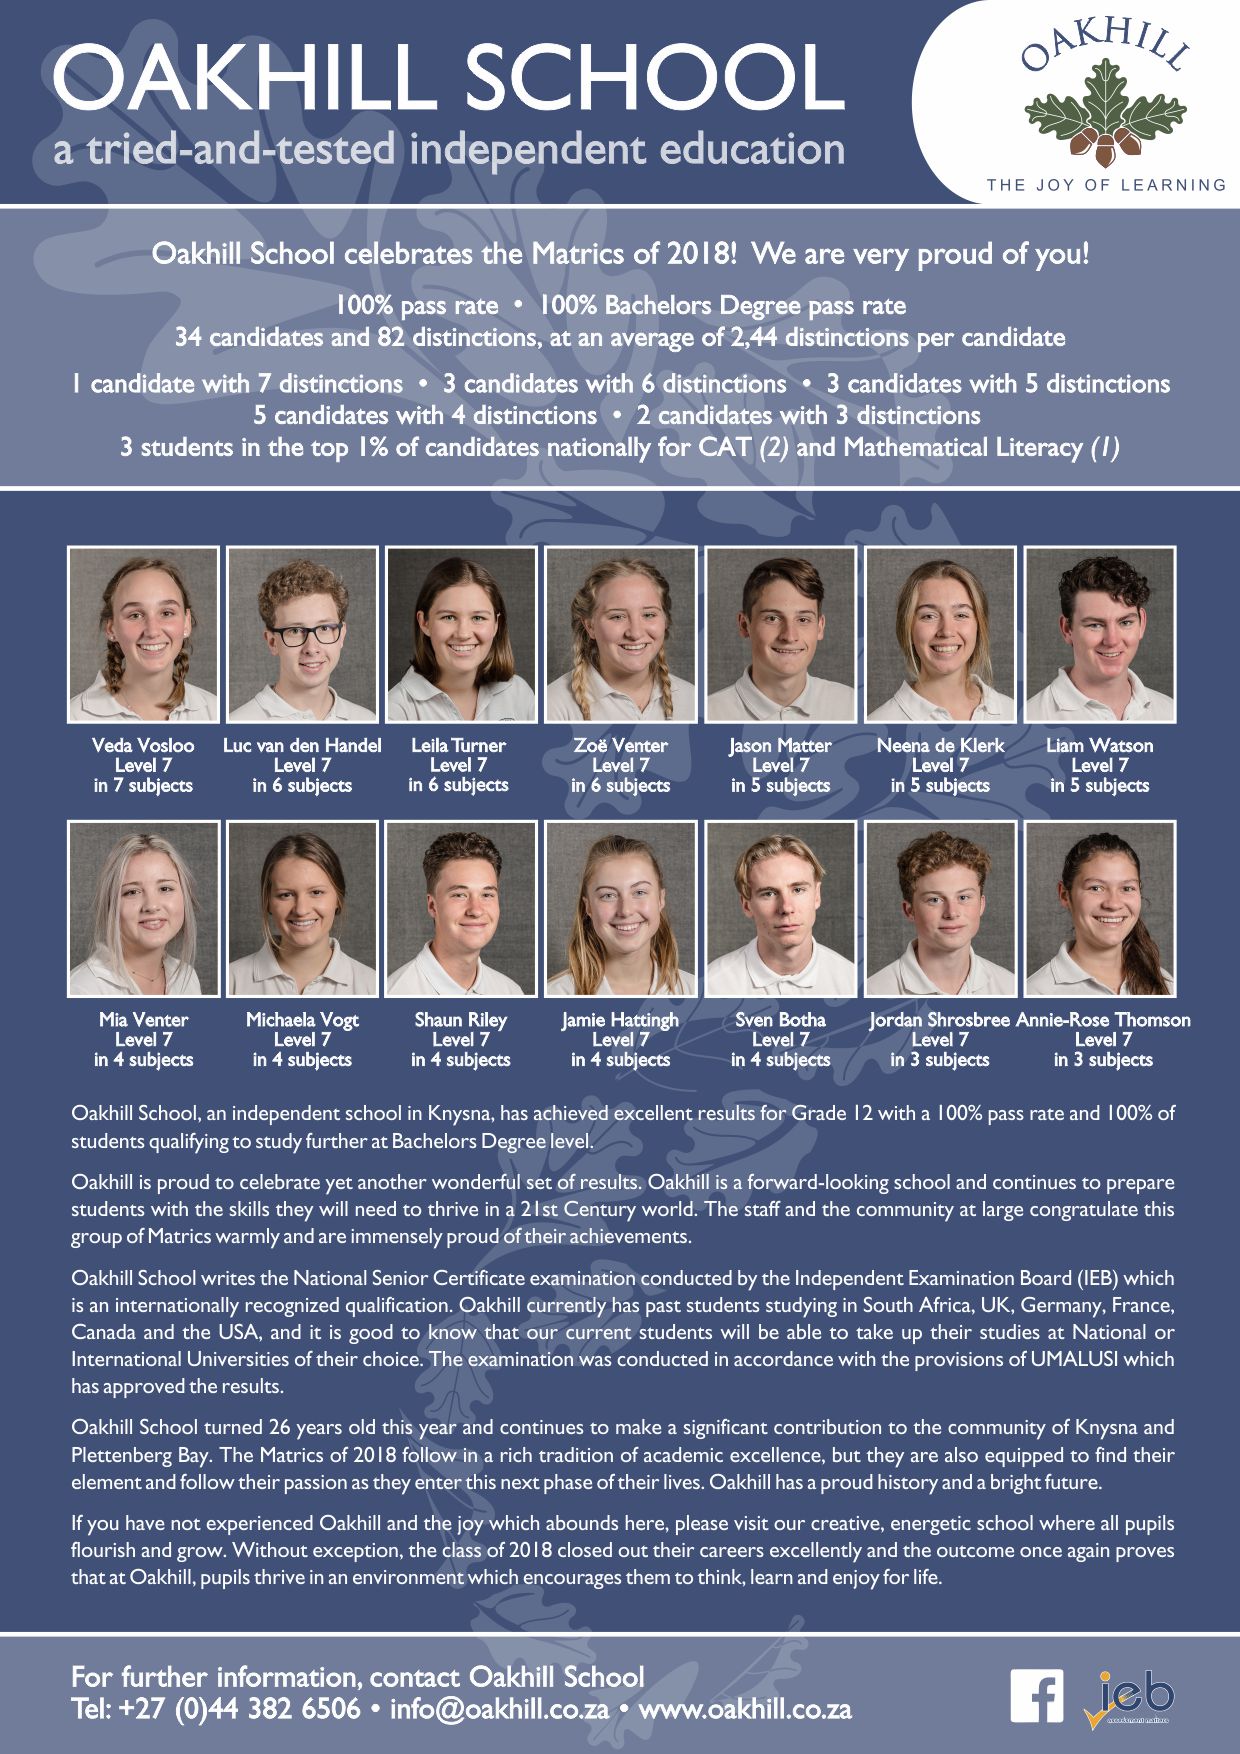 OAKHILL SCHOOL
a tried-and-tested independent education
OAKHILL
THE JOY OF LEARNING
Oakhill School celebrates the Matrics of 2018! We are very proud of you!
100% pass rate • 100% Bachelors Degree pass rate
34 candidates and 82 distinctions, at an average of 2,44 distinctions per candidate
1 candidate with 7 distinctions • 3 candidates with 6 distinctions • 3 candidates with 5 distinctions
5 candidates with 4 distinctions • 2 candidates with 3 distinctions
3 students in the top 1% of candidates nationally for CAT (2) and Mathematical Literacy (1)
Veda Vosloo Luc van den Handel Leila Turner Zoë Venter Jason Matter Neena de Klerk Liam Watson
Level 7 Level 7 Level 7 Level 7 Level 7 Level 7 Level 7
in 7 subjects in 6 subjects in 6 subjects in 6 subjects in 5 subjects in 5 subjects in 5 subjects
Mia Venter Michaela Vogt Shaun Riley Jamie Hattingh Sven Botha Jordan Shrosbree Annie-Rose Thomson
Level 7 Level 7 Level 7 Level 7 Level 7 Level 7 Level 7
in 4 subjects in 4 subjects in 4 subjects in 4 subjects in 4 subjects in 3 subjects in 3 subjects
Oakhill School, an independent school in Knysna, has achieved excellent results for Grade 12 with a 100% pass rate and 100% of
students qualifying to study further at Bachelors Degree level.
Oakhill is proud to celebrate yet another wonderful set of results. Oakhill is a forward-looking school and continues to prepare
students with the skills they will need to thrive in a 21st Century world. The staff and the community at large congratulate this
group of Matrics warmly and are immensely proud of their achievements.
Oakhill School writes the National Senior Certificate examination conducted by the Independent Examination Board (IEB) which
is an internationally recognized qualification. Oakhill currently has past students studying in South Africa, UK, Germany, France,
Canada and the USA, and it is good to know that our current students will be able to take up their studies at National or
International Universities of their choice. The examination was conducted in accordance with the provisions of UMALUSI which
has approved the results.
Oakhill School turned 26 years old this year and continues to make a significant contribution to the community of Knysna and
Plettenberg Bay. The Matrics of 2018 follow in a rich tradition of academic excellence, but they are also equipped to find their
element and follow their passion as they enter this next phase of their lives. Oakhill has a proud history and a bright future.
If you have not experienced Oakhill and the joy which abounds here, please visit our creative, energetic school where all pupils
flourish and grow. Without exception, the class of 2018 closed out their careers excellently and the outcome once again proves
that at Oakhill, pupils thrive in an environment which encourages them to think, learn and enjoy for life.
For further information, contact Oakhill School
Tel: +27 (0)44 382 6506 • info@oakhill.co.za • www.oakhill.co.za
f
ieb
assessment matters